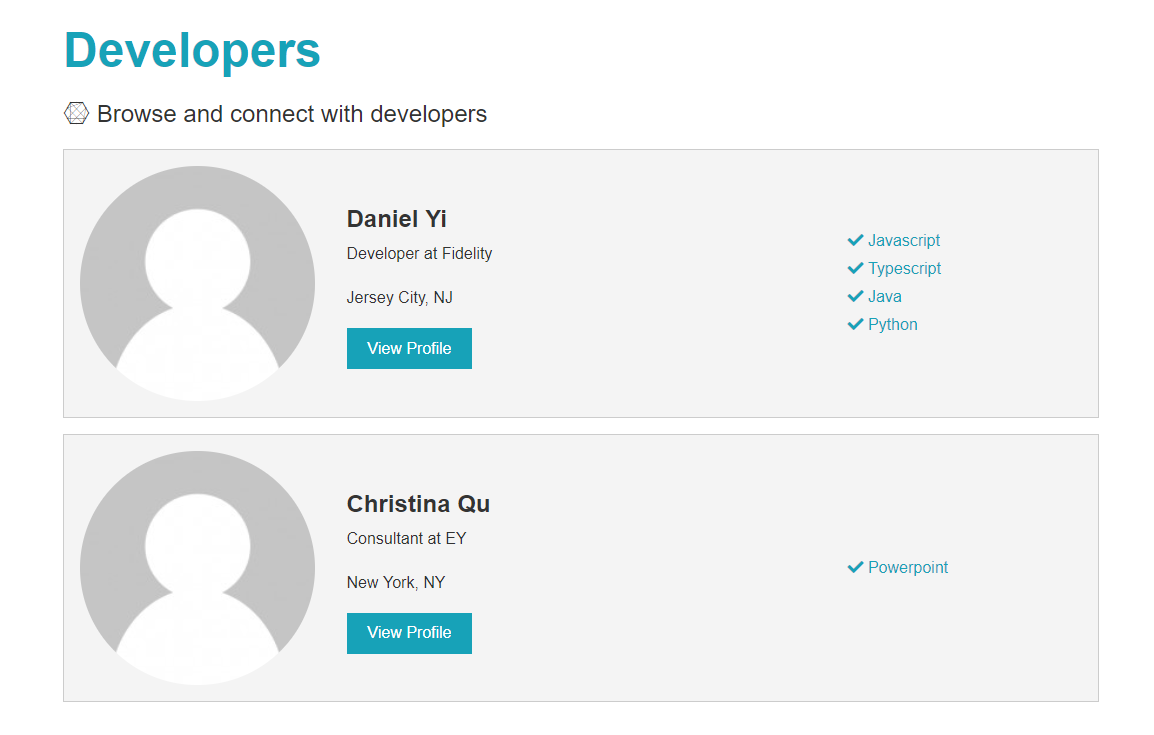 Developers
Browse and connect with developers
Daniel Yi
Developer at Fidelity
Jersey City, NJ
View Profile
Javascript
Typescript
Java
Python
Christina Qu
Consultant at EY
New York, NY
View Profile
Powerpoint